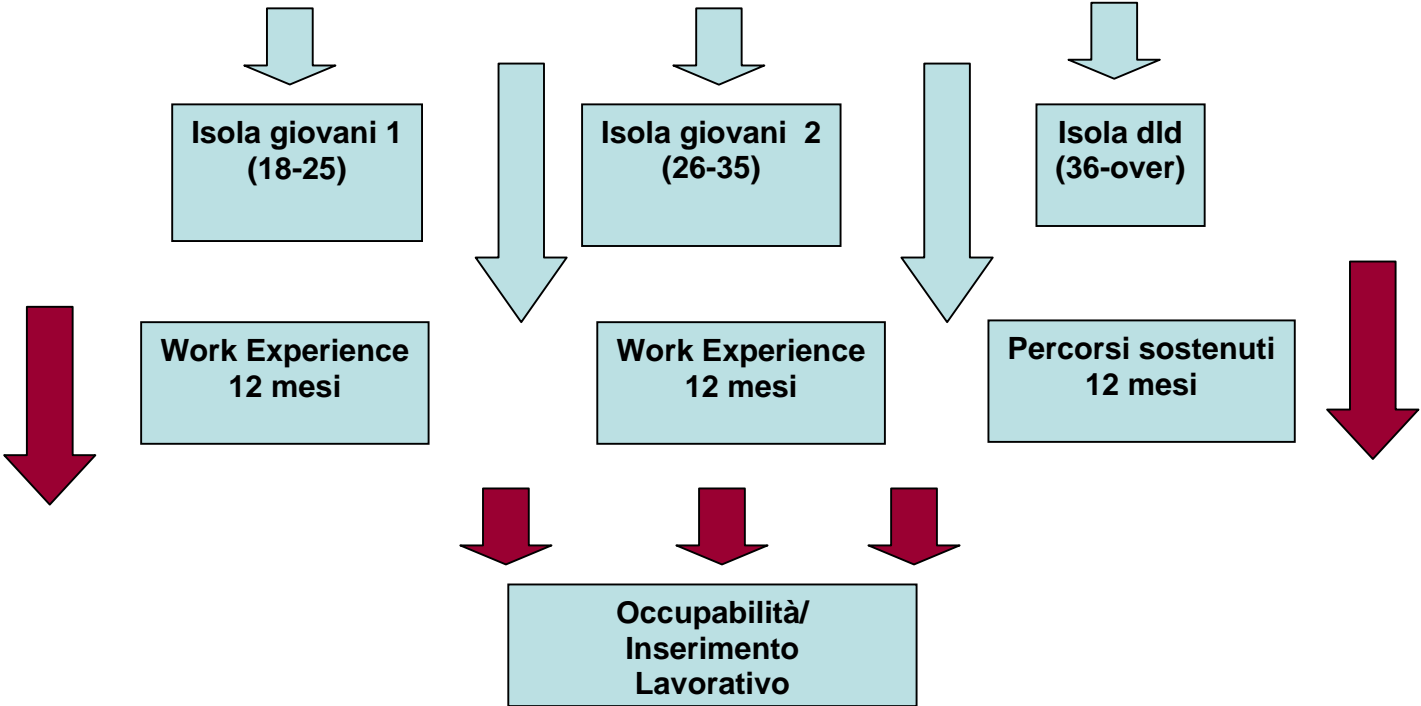 Isola giovani 1
(18-25)
Isola giovani 2
(26-35)
Isola dld
(36-over)
Work Experience
12 mesi
Work Experience
12 mesi
Percorsi sostenuti
12 mesi
Occupabilità/
Inserimento
Lavorativo